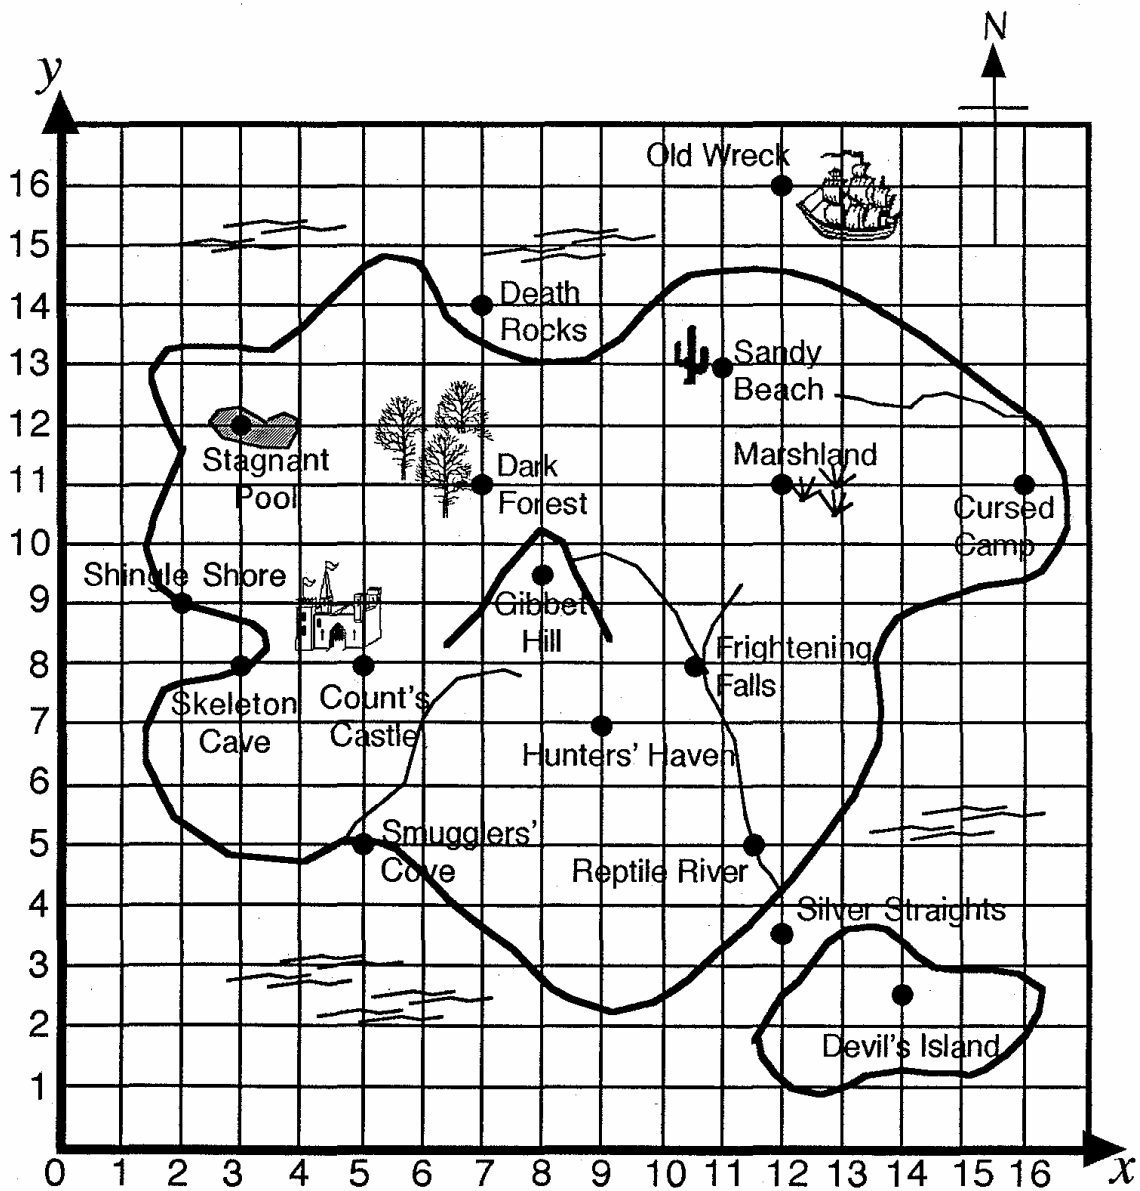 N
y
Old Wreck
16
15
14
Death
Rocks
13
Sandy
Beach
12
Stagnant
Pool
Dark
Forest
Marshland
11
Cursed
Camp
10
Shingle Shore
9
Gibbet
Hill
8
Frightening
Falls
Skeleton
Cave
Count's
Castle
7
Hunters' Haven
6
Smugglers'
Cove
5
Reptile River
4
Silver Straights
3
2
Devil's Island
1
0 1 2 3 4 5 6 7 8 9 10 11 12 13 14 15 16 x